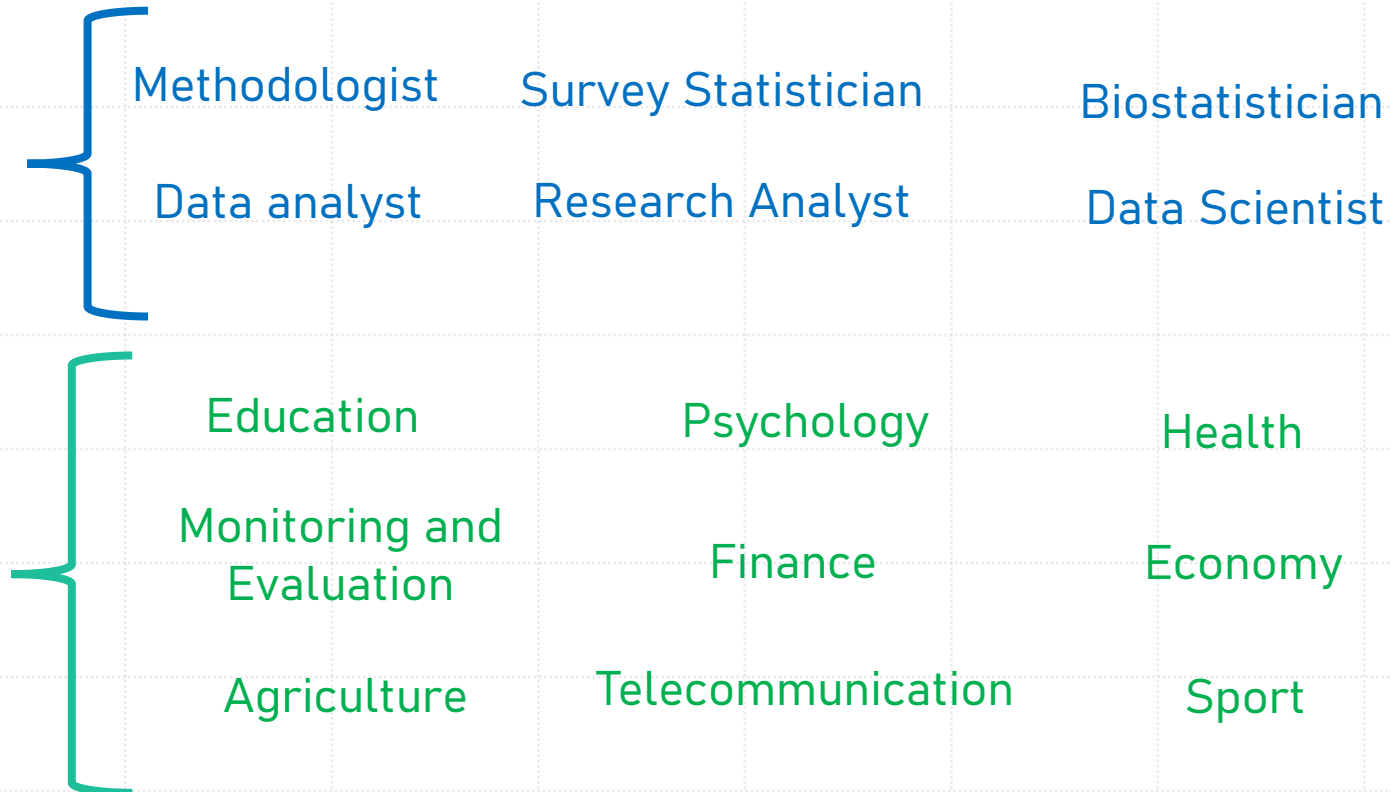 Methodologist
Survey Statistician
Biostatistician
Data analyst
Research Analyst
Data Scientist
Education
Psychology
Health
Monitoring and
Evaluation
Finance
Economy
Agriculture
Telecommunication
Sport